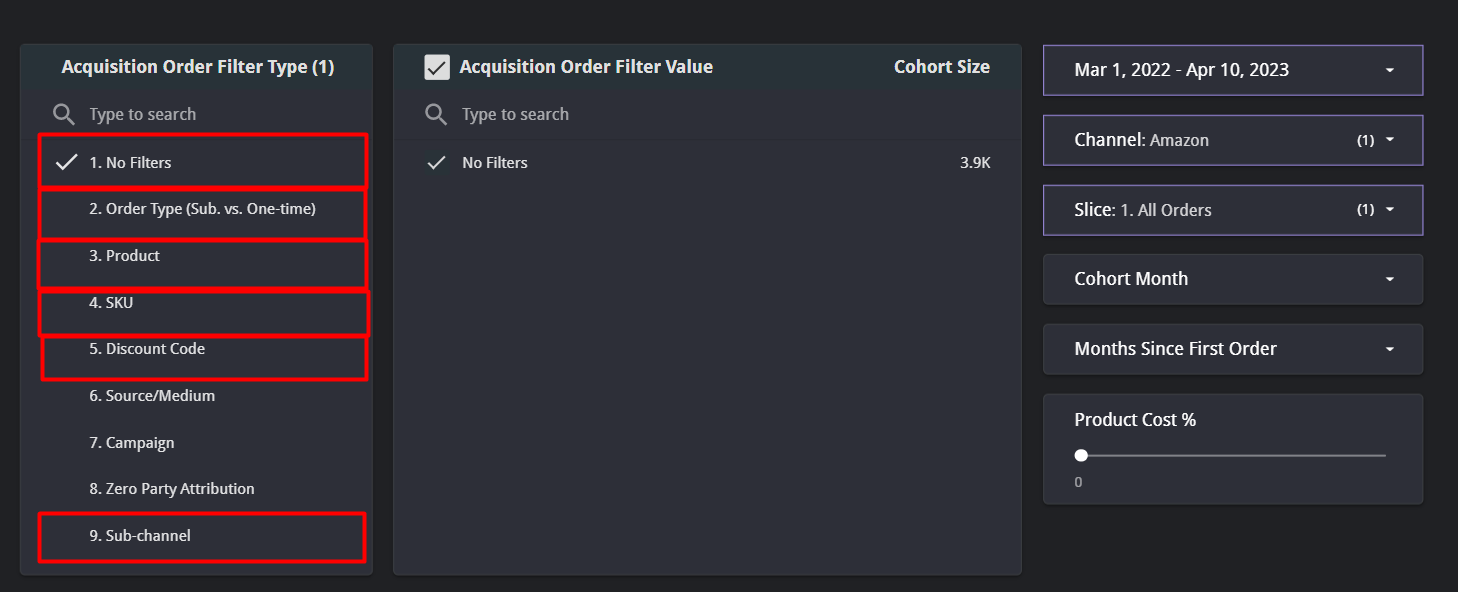 Acquisition Order Filter Type (1)
Type to search
1. No Filters
2. Order Type (Sub. vs. One-time)
3. Product
4. SKU
5. Discount Code
6. Source/Medium
7. Campaign
8. Zero Party Attribution
9. Sub-channel
Acquisition Order Filter Value Cohort Size
Type to search
No Filters 3.9K
Mar 1, 2022 - Apr 10, 2023
Channel: Amazon (1)
Slice: 1. All Orders (1)
Cohort Month
Months Since First Order
Product Cost %
0